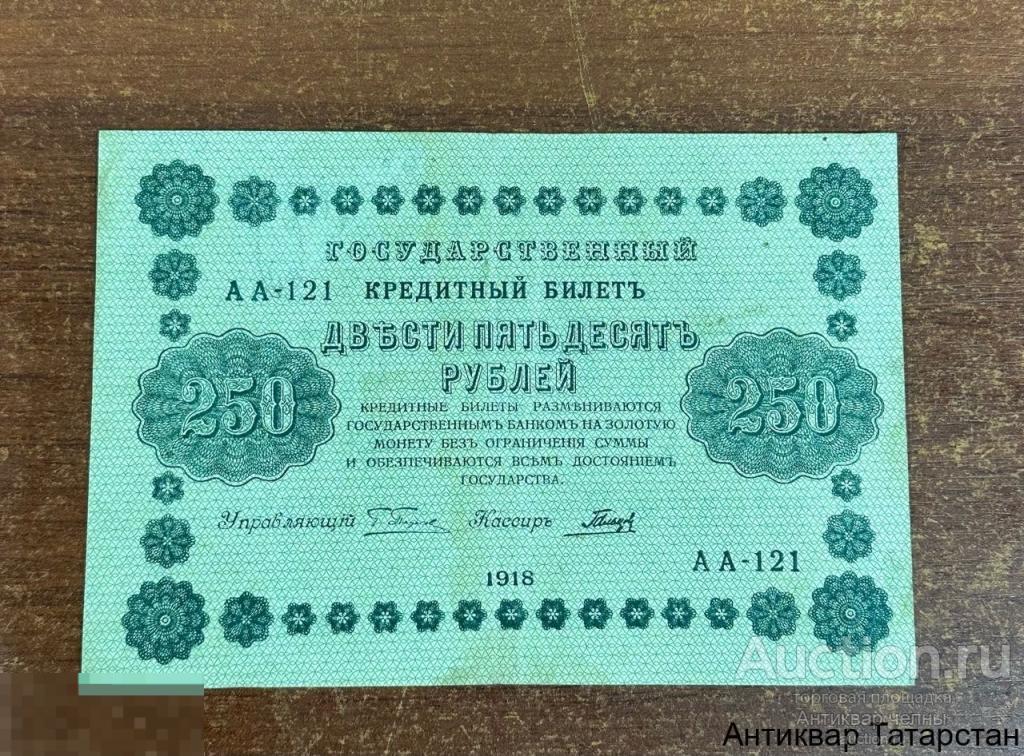 ГОСУДАРСТВЕННЫЙ
АА-121 КРЕДИТНЫЙ БИЛЕТЪ
ДВѢСТИ ПЯТЬДЕСЯТЪ
РУБЛЕЙ
250
250
КРЕДИТНЫЕ БИЛЕТЫ РАЗМѢНИВАЮТСЯ
ГОСУДАРСТВЕННЫМЪ БАНКОМЪ НА ЗОЛОТУЮ
МОНЕТУ БЕЗЪ ОГРАНИЧЕНІЯ СУММЫ
И ОБЕЗПЕЧИВАЮТСЯ ВСѢМЪ ДОСТОЯНІЕМЪ
ГОСУДАРСТВА.
Управляющій Кассиръ
АА-121
1918
Auction.ru
торговая площадка
Антиквар челны
Антиквар Татарстан